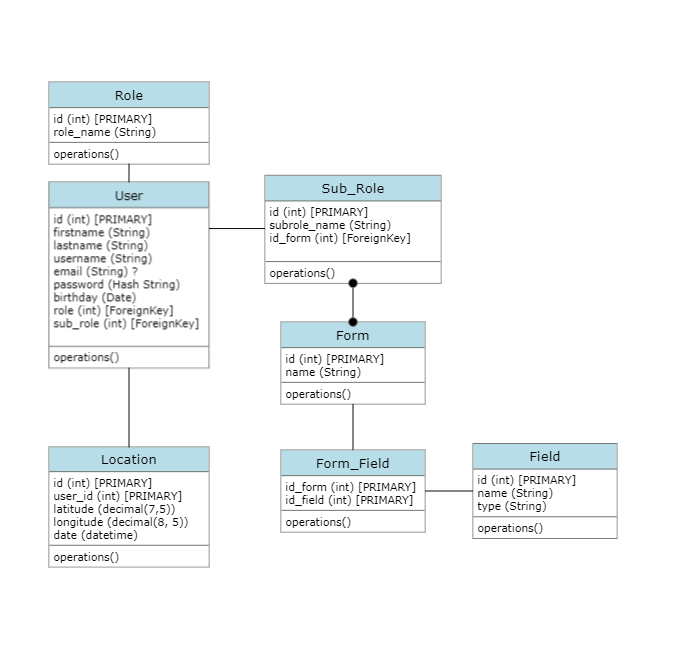 Role
id (int) [PRIMARY]
role_name (String)
operations()
User
id (int) [PRIMARY]
firstname (String)
lastname (String)
username (String)
email (String) ?
password (Hash String)
birthday (Date)
role (int) [ForeignKey]
sub_role (int) [ForeignKey]
operations()
Sub_Role
id (int) [PRIMARY]
subrole_name (String)
id_form (int) [ForeignKey]
operations()
Form
id (int) [PRIMARY]
name (String)
operations()
Location
id (int) [PRIMARY]
user_id (int) [PRIMARY]
latitude (decimal(7,5))
longitude (decimal(8, 5))
date (datetime)
operations()
Form_Field
id_form (int) [PRIMARY]
id_field (int) [PRIMARY]
operations()
Field
id (int) [PRIMARY]
name (String)
type (String)
operations()